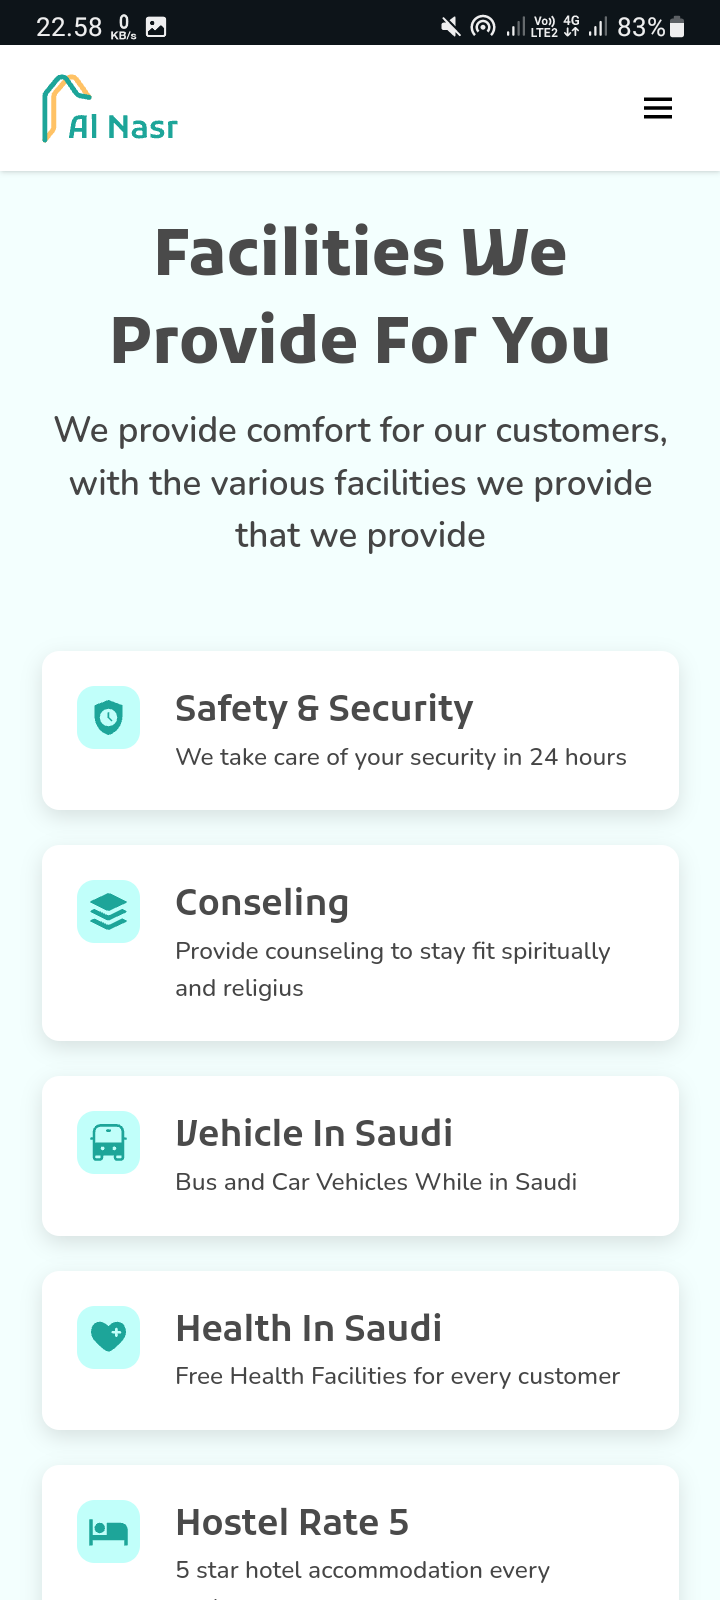 22.58 0 KB/s Vo)) LTE2 4G 83%
Al Nasr
Facilities We
Provide For You
We provide comfort for our customers,
with the various facilities we provide
that we provide
Safety & Security
We take care of your security in 24 hours
Conseling
Provide counseling to stay fit spiritually
and religius
Vehicle In Saudi
Bus and Car Vehicles While in Saudi
Health In Saudi
Free Health Facilities for every customer
Hostel Rate 5
5 star hotel accommodation every